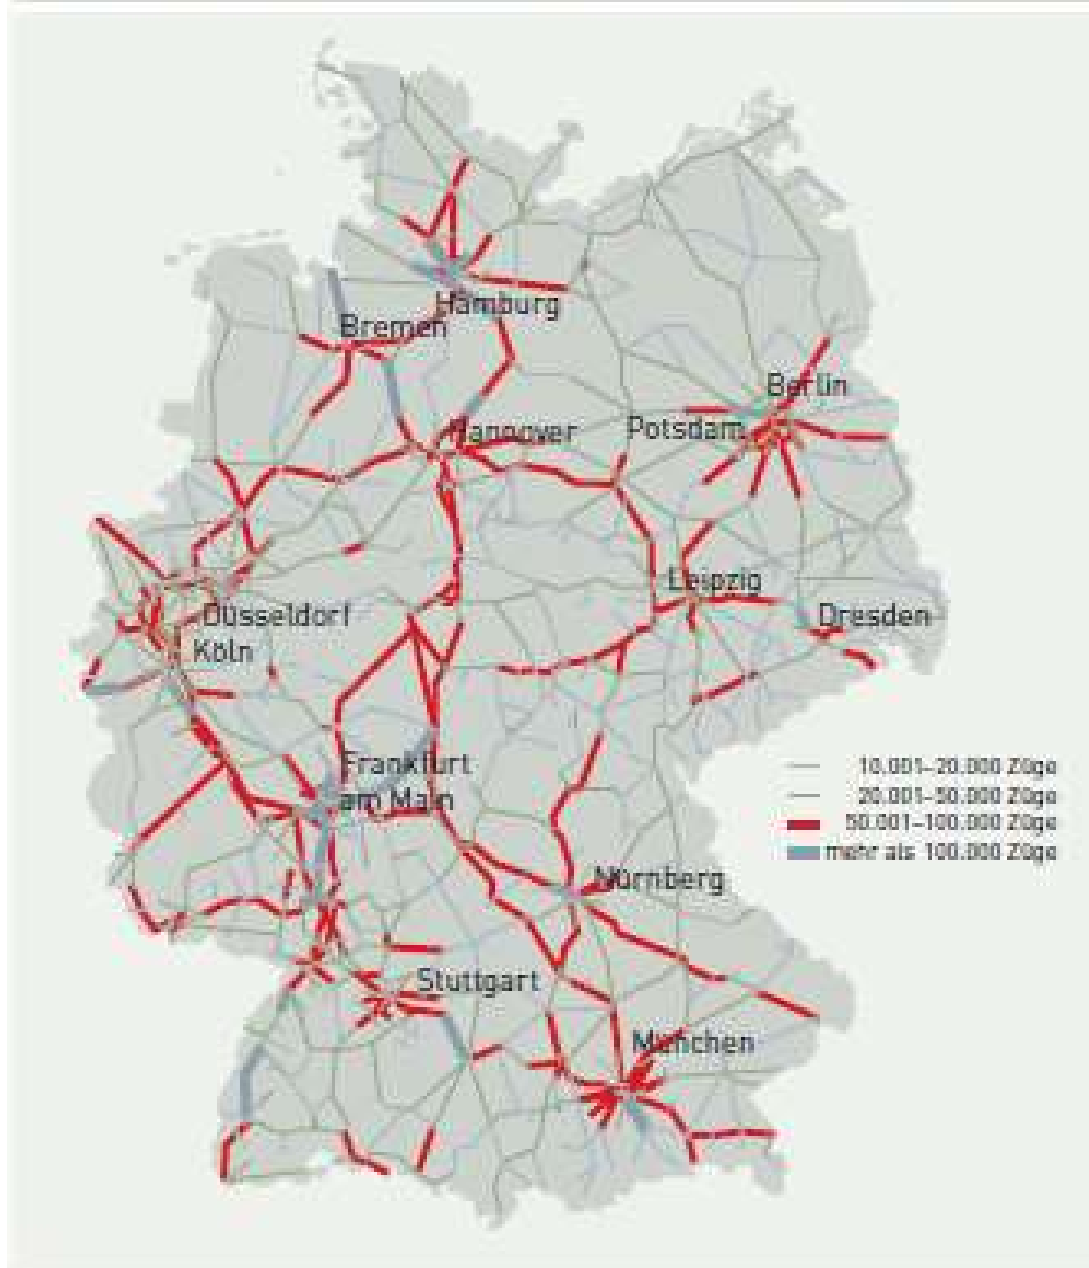 Hamburg
Bremen
Berlin
Hannover
Potsdam
Leipzig
Düsseldorf
Dresden
Köln
Frankfurt
am Main
10.001–20.000 Züge
20.001–50.000 Züge
50.001–100.000 Züge
mehr als 100.000 Züge
Nürnberg
Stuttgart
München